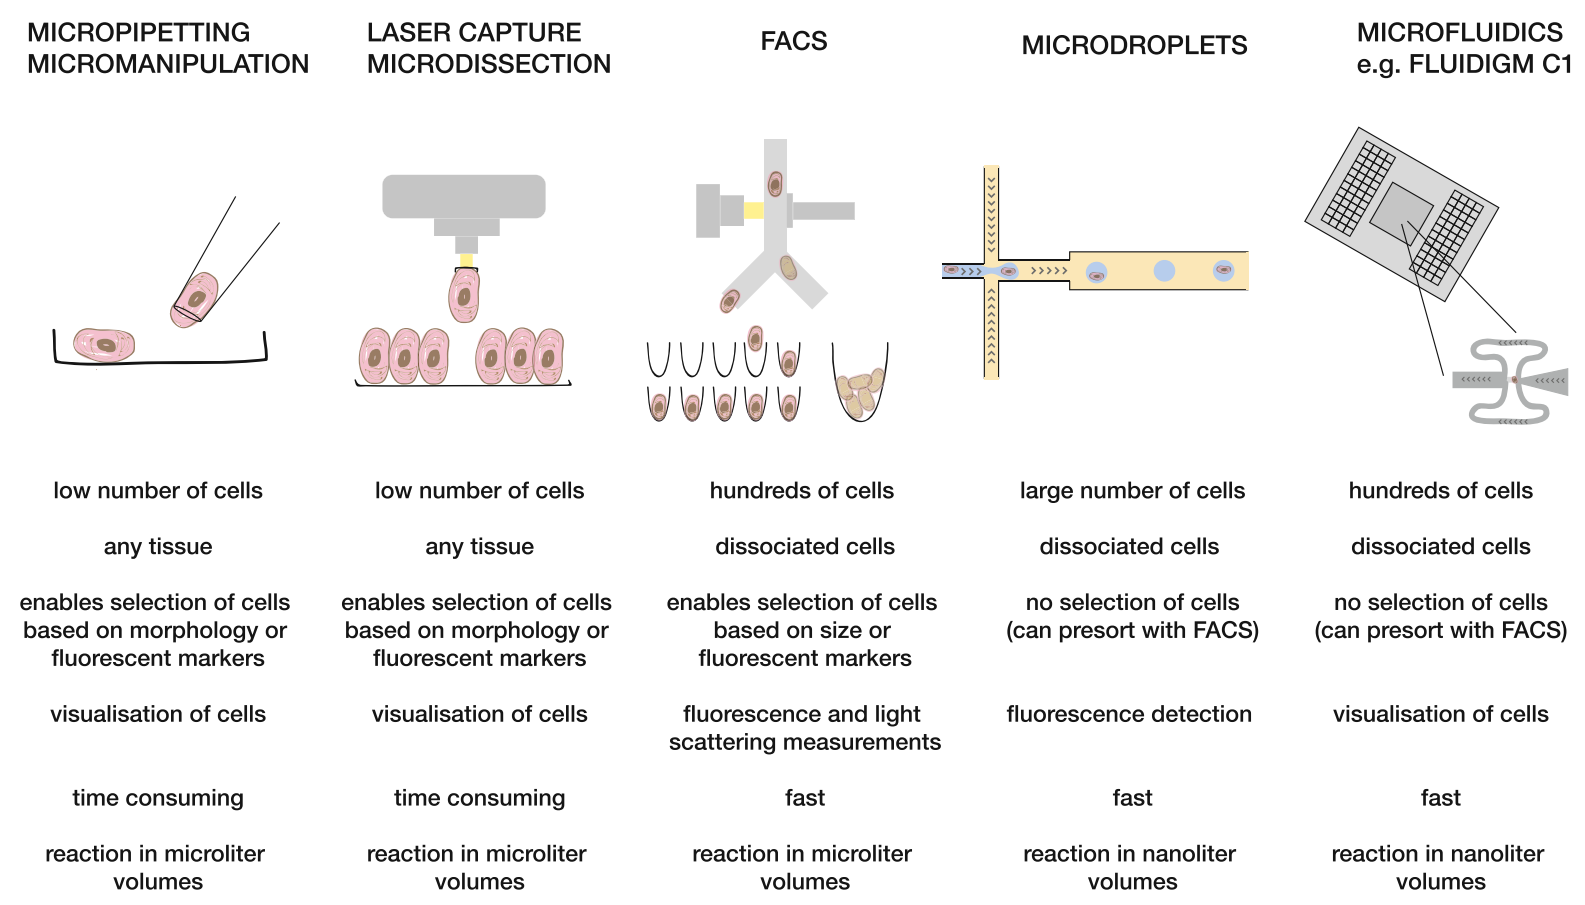 MICROPIPETTING
MICROMANIPULATION
LASER CAPTURE
MICRODISSECTION
FACS
MICRODROPLETS
MICROFLUIDICS
e.g. FLUIDIGM C1
low number of cells
low number of cells
hundreds of cells
large number of cells
hundreds of cells
any tissue
any tissue
dissociated cells
dissociated cells
dissociated cells
enables selection of cells
based on morphology or
fluorescent markers
enables selection of cells
based on morphology or
fluorescent markers
enables selection of cells
based on size or
fluorescent markers
no selection of cells
(can presort with FACS)
no selection of cells
(can presort with FACS)
visualisation of cells
visualisation of cells
fluorescence and light
scattering measurements
fluorescence detection
visualisation of cells
time consuming
time consuming
fast
fast
fast
reaction in microliter
volumes
reaction in microliter
volumes
reaction in microliter
volumes
reaction in nanoliter
volumes
reaction in nanoliter
volumes